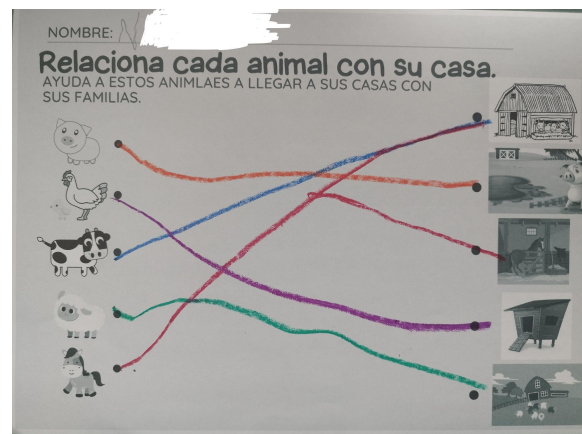 NOMBRE:
Relaciona cada animal con su casa.
AYUDA A ESTOS ANIMLAES A LLEGAR A SUS CASAS CON
SUS FAMILIAS.